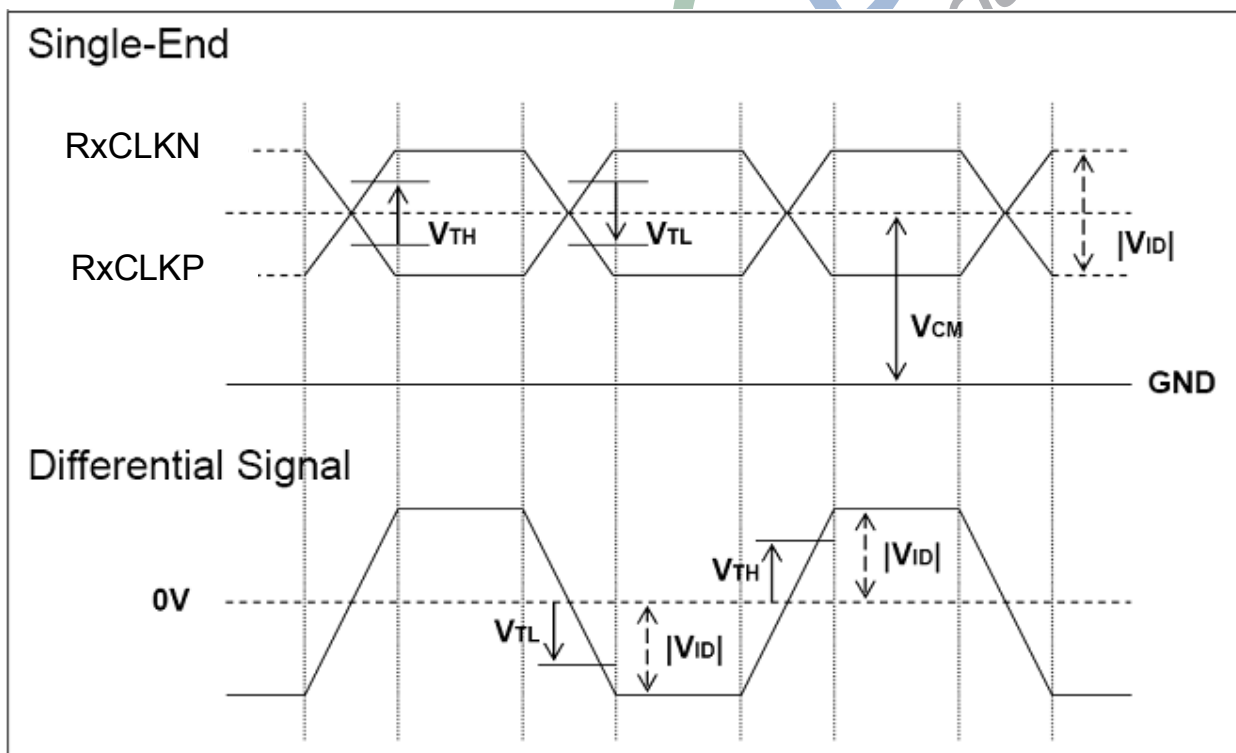 Single-End
RxCLKN
VTH
VTL
RxCLKP
|VID|
VCM
GND
Differential Signal
VTH
|VID|
0V
VTL
|VID|